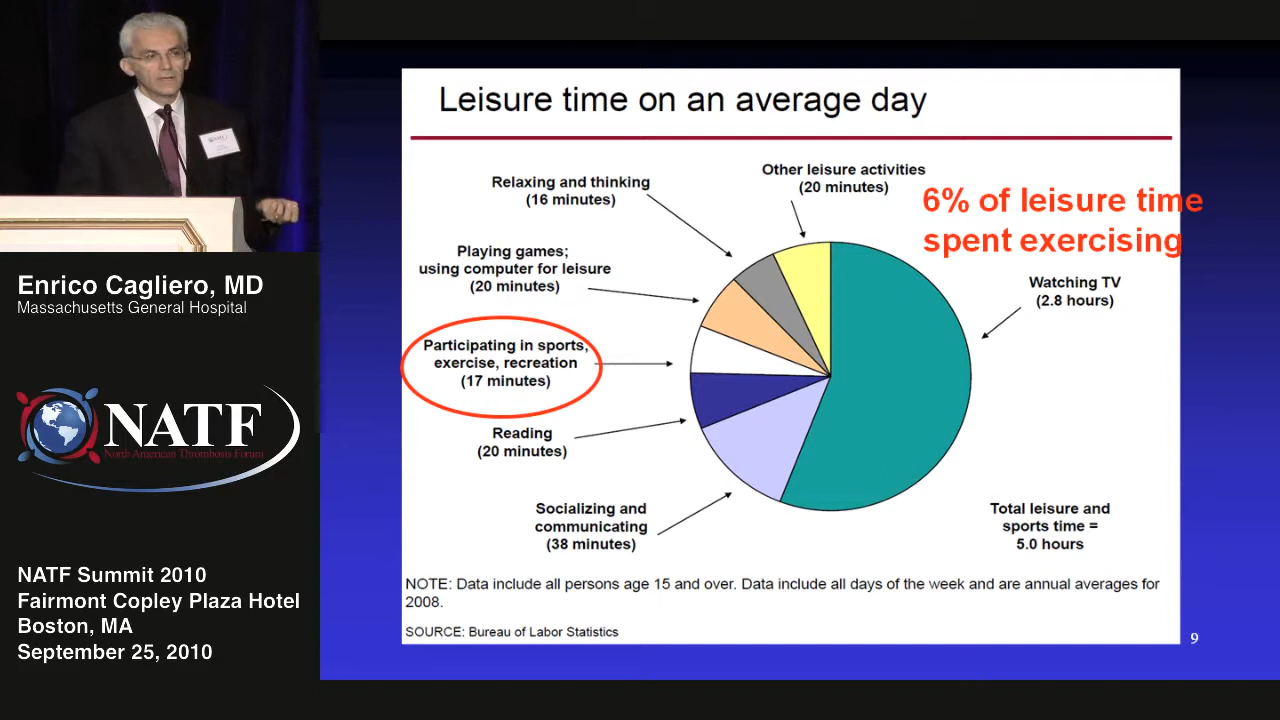 Leisure time on an average day
Other leisure activities
(20 minutes)
Relaxing and thinking
(16 minutes)
6% of leisure time
spent exercising
Playing games;
using computer for leisure
(20 minutes)
Watching TV
(2.8 hours)
Participating in sports,
exercise, recreation
(17 minutes)
Reading
(20 minutes)
Socializing and
communicating
(38 minutes)
Total leisure and
sports time =
5.0 hours
NOTE: Data include all persons age 15 and over. Data include all days of the week and are annual averages for
2008.
SOURCE: Bureau of Labor Statistics
9
Enrico Cagliero, MD
Massachusetts General Hospital
NATF
North American Thrombosis Forum
NATF Summit 2010
Fairmont Copley Plaza Hotel
Boston, MA
September 25, 2010